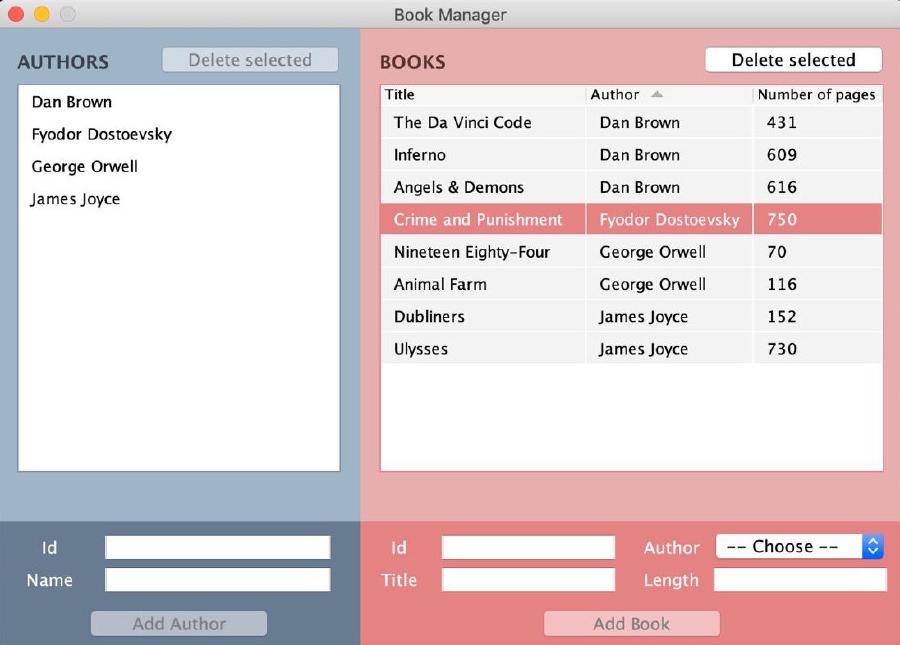 Book Manager
AUTHORS
Delete selected
Dan Brown
Fyodor Dostoevsky
George Orwell
James Joyce
Id
Name
Add Author
BOOKS
Delete selected
Title Author Number of pages
The Da Vinci Code Dan Brown 431
Inferno Dan Brown 609
Angels & Demons Dan Brown 616
Crime and Punishment Fyodor Dostoevsky 750
Nineteen Eighty-Four George Orwell 70
Animal Farm George Orwell 116
Dubliners James Joyce 152
Ulysses James Joyce 730
Id Author -- Choose --
Title Length
Add Book